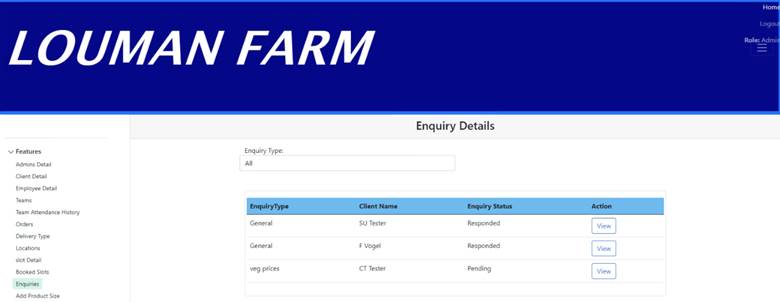 Home
Logou
Role: Admin
LOUMAN FARM
Enquiry Details
Features
Admins Detail
Client Detail
Employee Detail
Teams
Team Attendance History
Orders
Delivery Type
Locations
slot Detail
Booked Slots
Enquiries
Add Product Size
Enquiry Type:
All
EnquiryType Client Name Enquiry Status Action
General SU Tester Responded View
General F Vogel Responded View
veg prices CT Tester Pending View